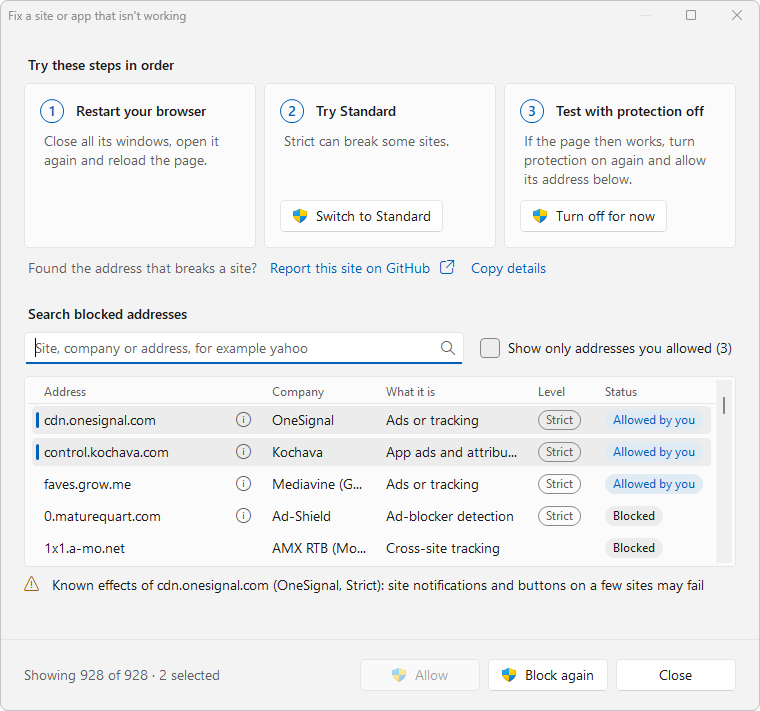 Fix a site or app that isn't working
Try these steps in order
1 Restart your browser
Close all its windows, open it
again and reload the page.
2 Try Standard
Strict can break some sites.
Switch to Standard
3 Test with protection off
If the page then works, turn
protection on again and allow
its address below.
Turn off for now
Found the address that breaks a site? Report this site on GitHub Copy details
Search blocked addresses
Site, company or address, for example yahoo
Show only addresses you allowed (3)
Address Company What it is Level Status
cdn.onesignal.com OneSignal Ads or tracking Strict Allowed by you
control.kochava.com Kochava App ads and attribu... Strict Allowed by you
faves.grow.me Mediavine (G... Ads or tracking Strict Allowed by you
0.maturequart.com Ad-Shield Ad-blocker detection Strict Blocked
1x1.a-mo.net AMX RTB (Mo... Cross-site tracking Blocked
Known effects of cdn.onesignal.com (OneSignal, Strict): site notifications and buttons on a few sites may fail
Showing 928 of 928 · 2 selected
Allow
Block again
Close